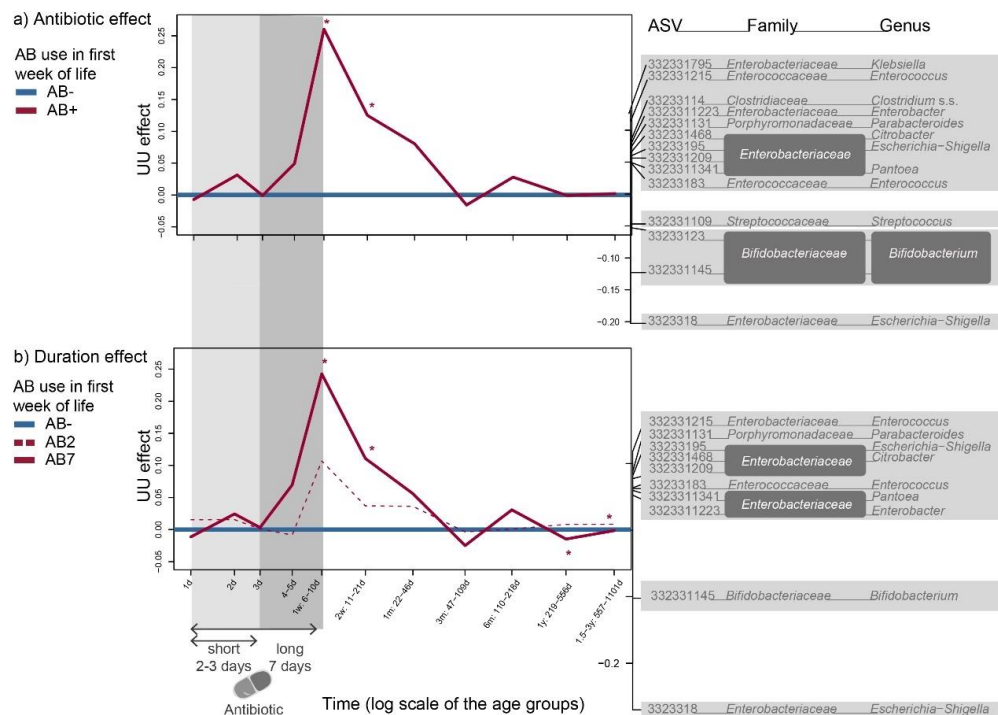 a) Antibiotic effect
AB use in first
week of life
AB-
AB+
UU effect
0.25
0.20
0.15
0.10
0.05
0.00
-0.05
*
*
ASV Family Genus
332331795 Enterobacteriaceae Klebsiella
332331215 Enterococcaceae Enterococcus
33233114 Clostridiaceae Clostridium s.s.
3323311223 Enterobacteriaceae Enterobacter
332331131 Porphyromonadaceae Parabacteroides
332331468 Citrobacter
33233195 Enterobacteriaceae Escherichia-Shigella
332331209
3323311341 Pantoea
33233183 Enterococcaceae Enterococcus
332331109 Streptococcaceae Streptococcus
33233123
Bifidobacteriaceae Bifidobacterium
332331145
3323318 Enterobacteriaceae Escherichia-Shigella
-0.10
-0.15
-0.20
b) Duration effect
AB use in first
week of life
AB-
AB2
AB7
UU effect
0.25
0.20
0.15
0.10
0.05
0.00
-0.05
*
*
*
*
332331215 Enterobacteriaceae Enterococcus
332331131 Porphyromonadaceae Parabacteroides
33233195 Escherichia-Shigella
332331468 Enterobacteriaceae Citrobacter
332331209
33233183 Enterococcaceae Enterococcus
3323311341 Enterobacteriaceae Pantoea
3323311223 Enterobacter
332331145 Bifidobacteriaceae Bifidobacterium
-0.2
3323318 Enterobacteriaceae Escherichia-Shigella
1d
2d
3d
4-5d
1w: 6-10d
2w: 11-21d
1m: 22-46d
3m: 47-109d
6m: 110-218d
1y: 219-556d
1.5-3y: 557-1101d
short
2-3 days
long
7 days
Antibiotic
Time (log scale of the age groups)